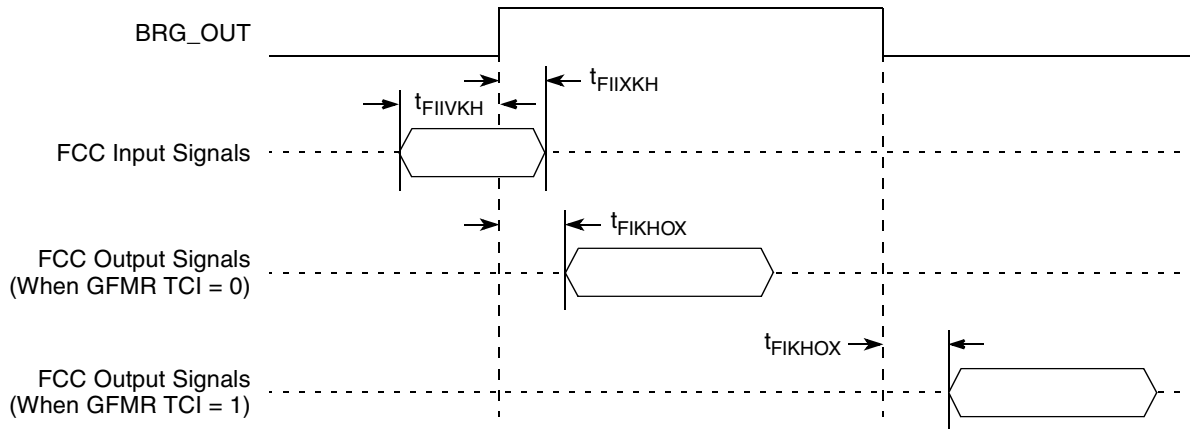 BRG_OUT
tFIIXKH
tFIIVKH
FCC Input Signals
tFIKHOX
FCC Output Signals
(When GFMR TCI = 0)
tFIKHOX
FCC Output Signals
(When GFMR TCI = 1)